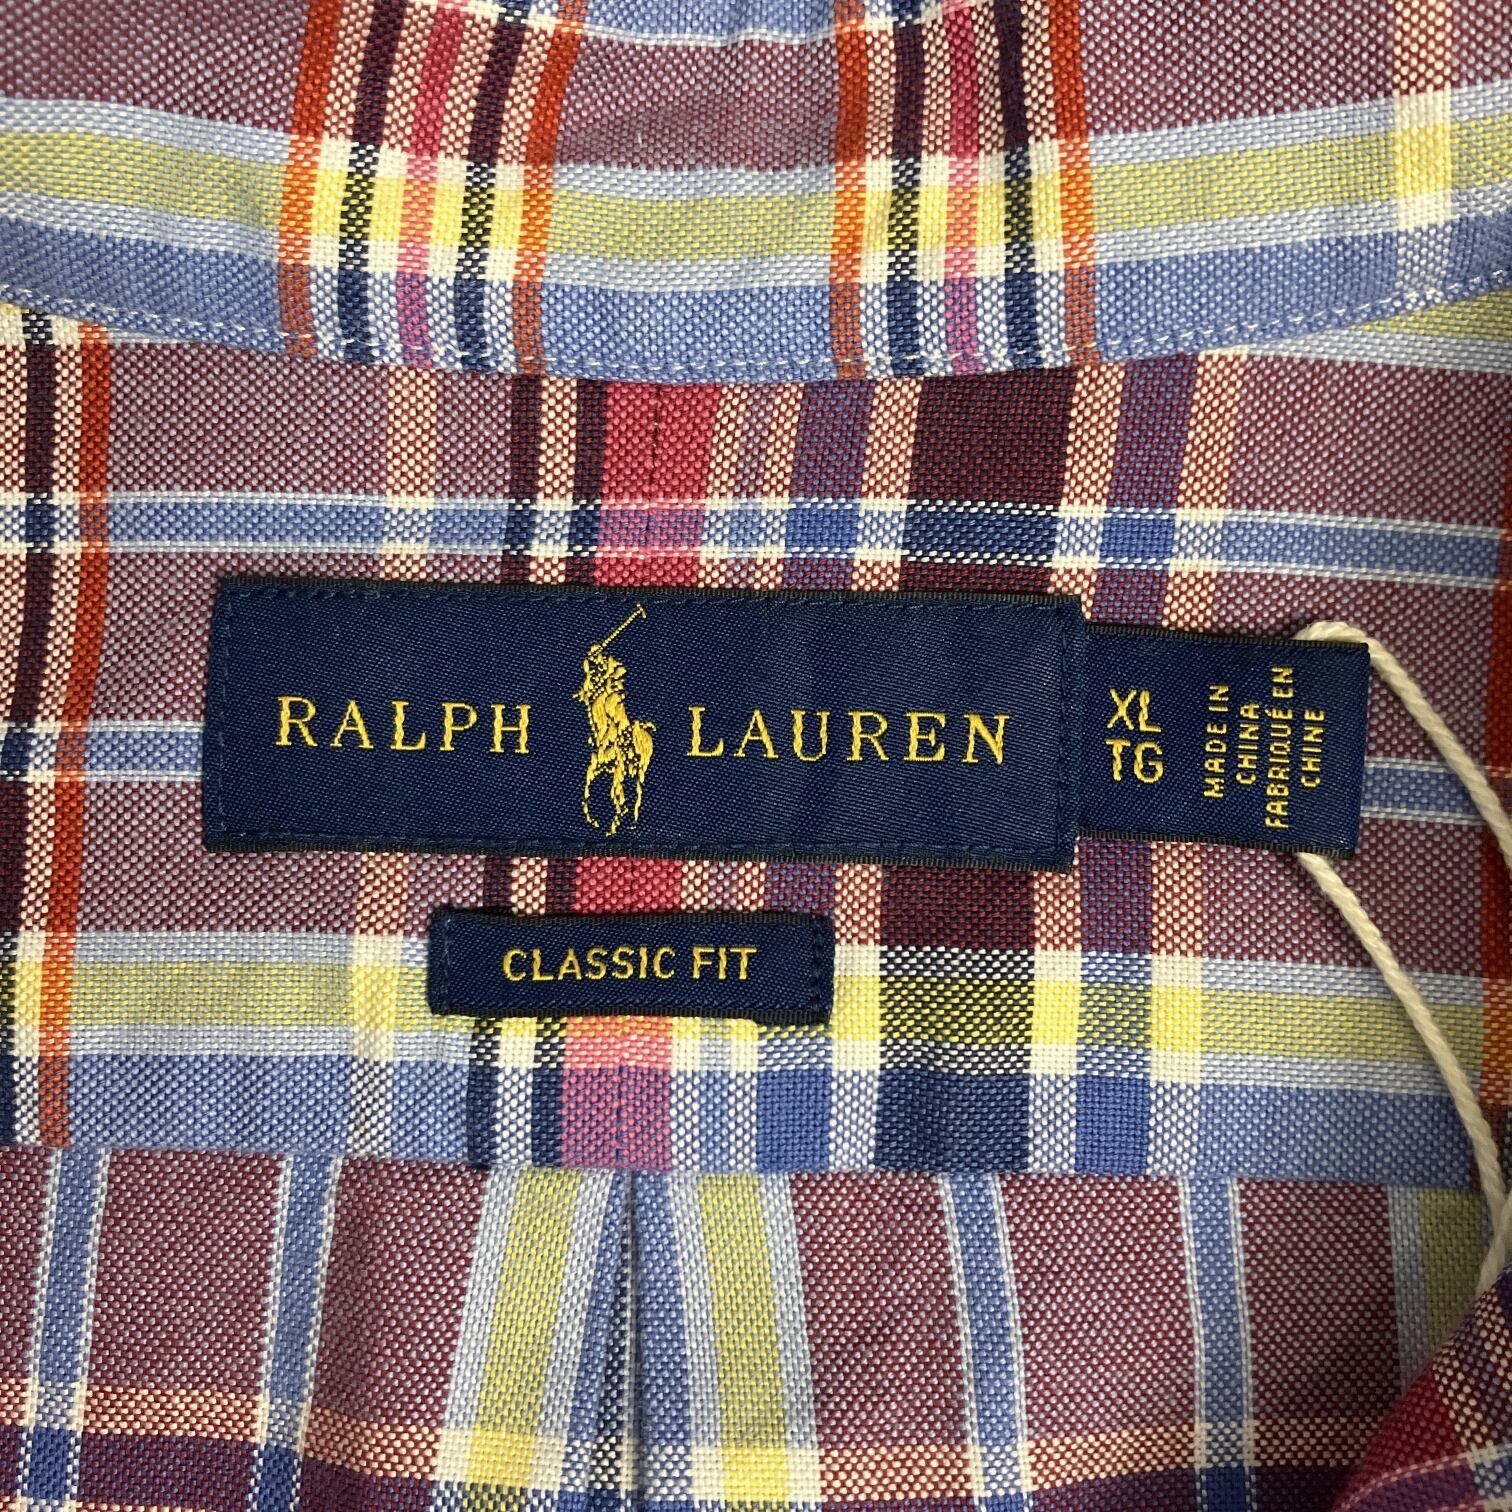 RALPH LAUREN
XL
TG
MADE IN
CHINA
FABRIQUÉ EN
CHINE
CLASSIC FIT